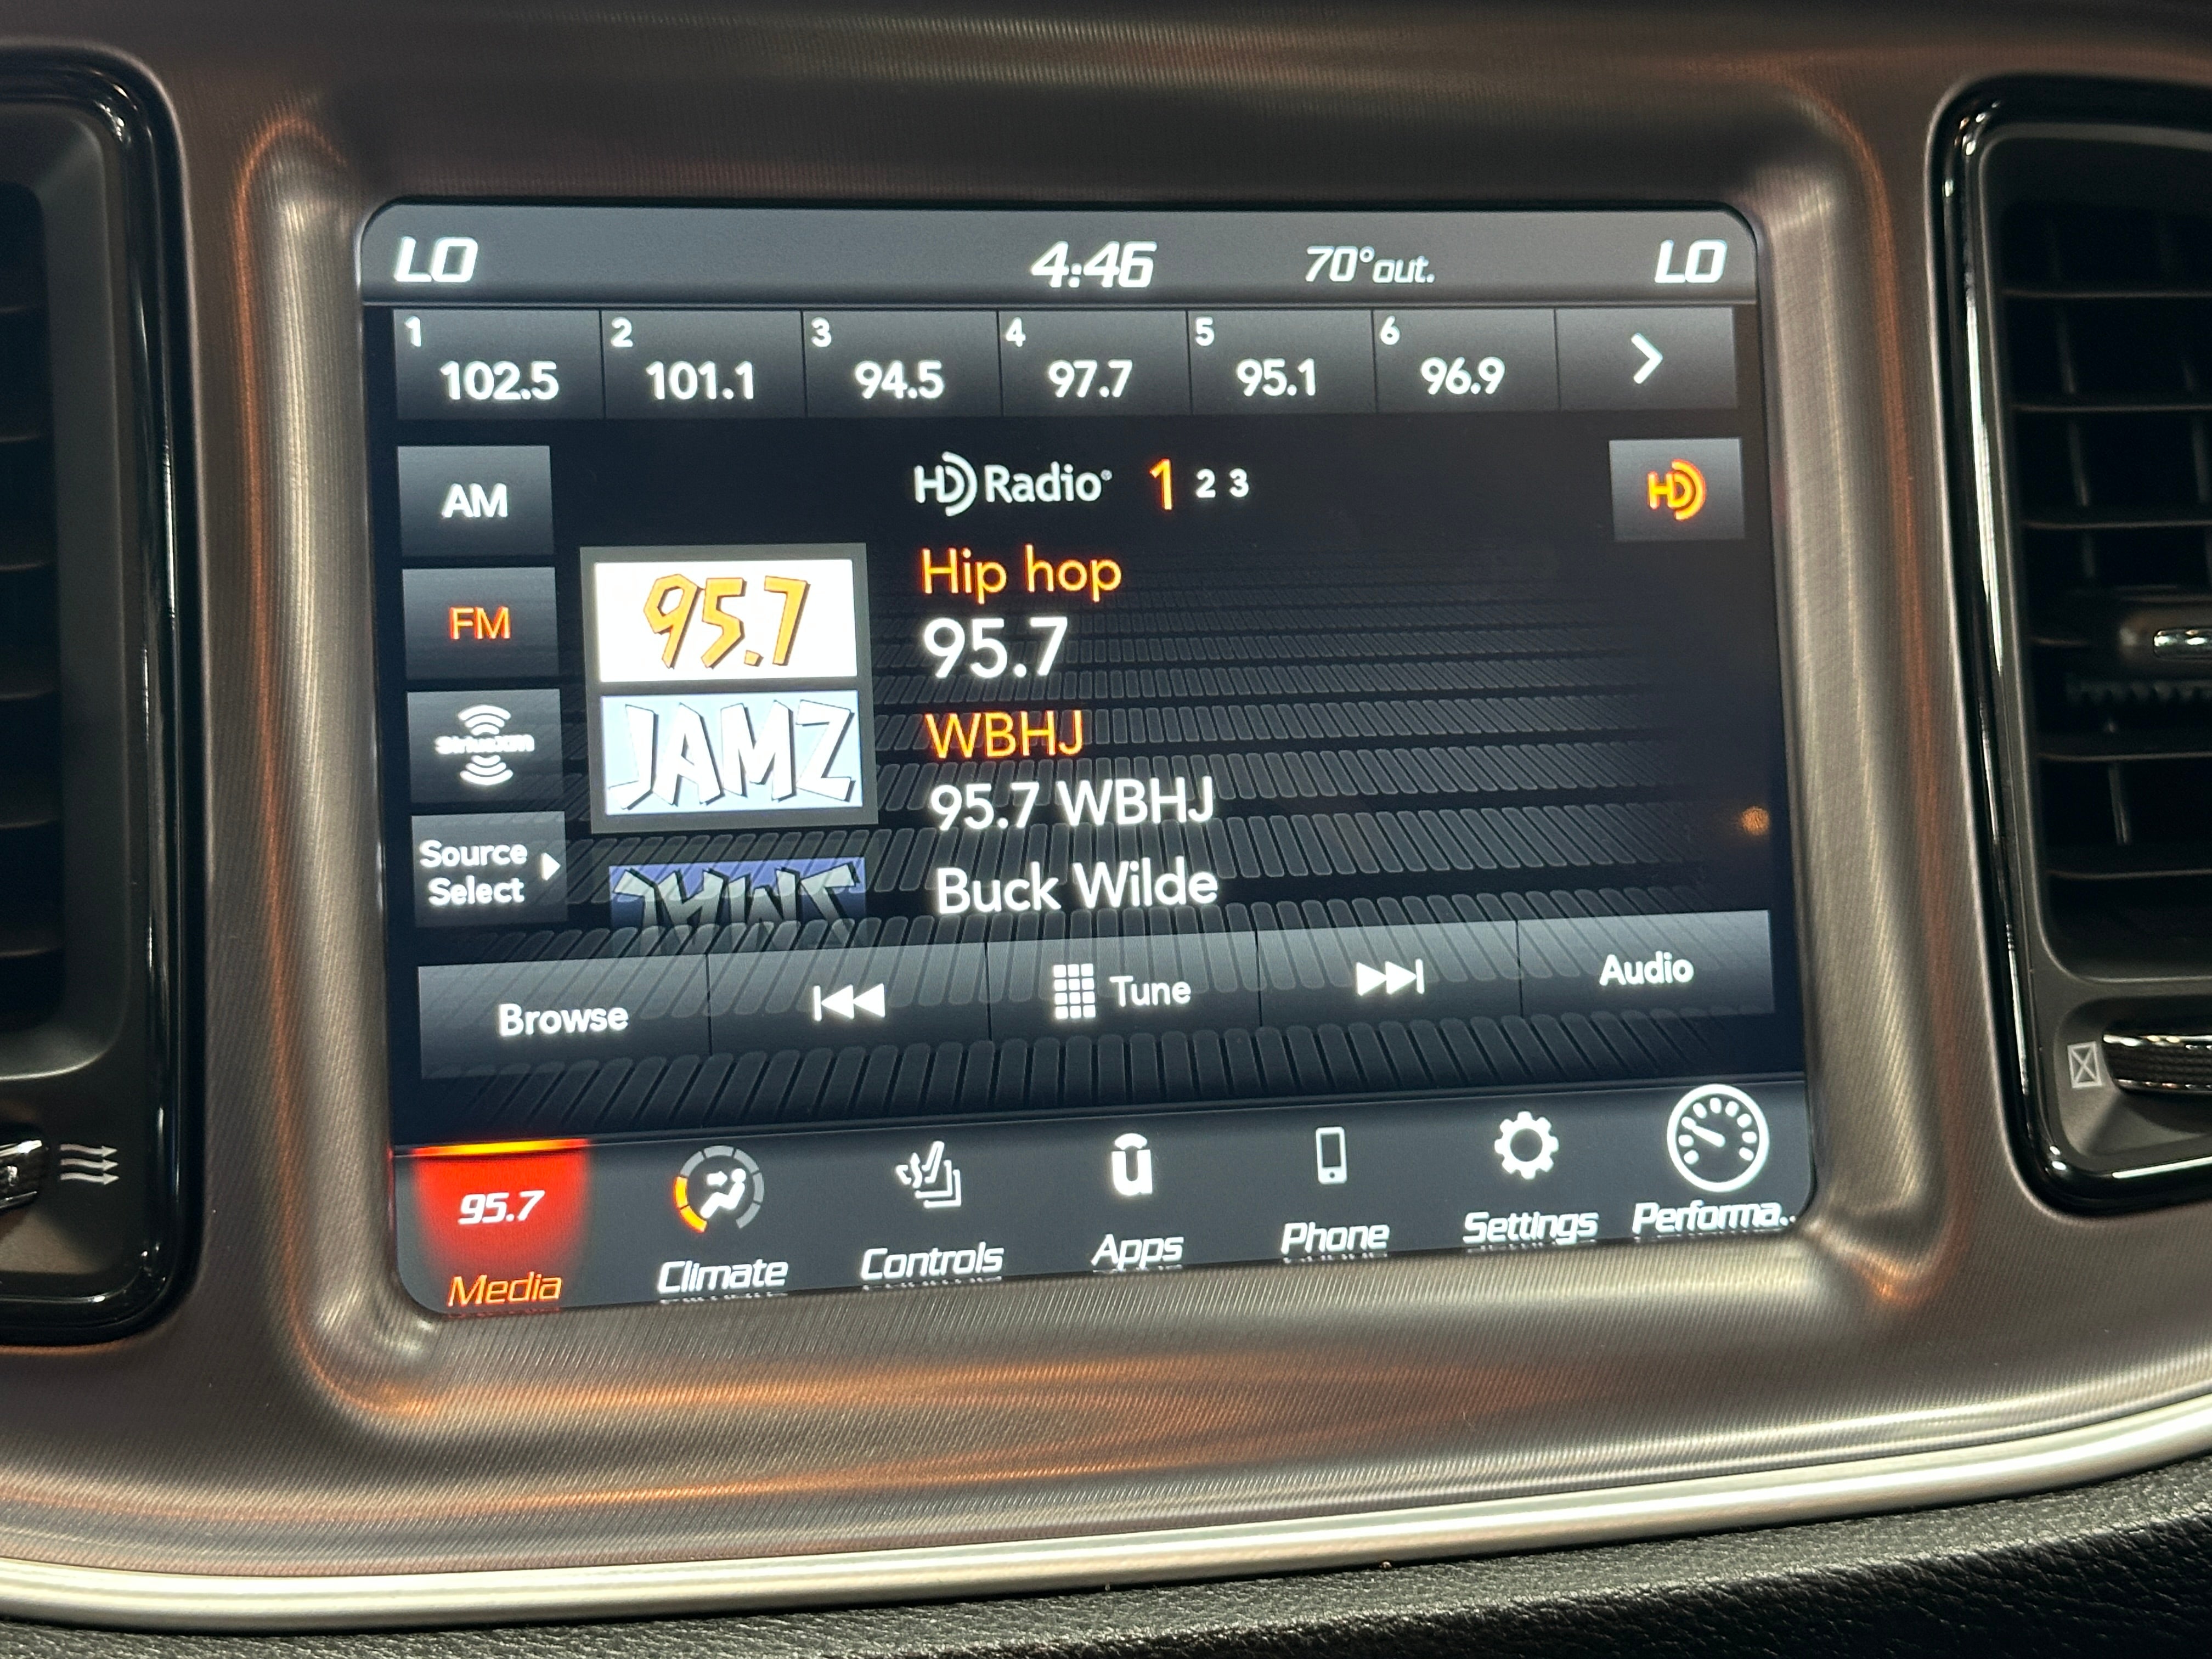 LO 4:46 70°out. LO
1 2 3 4 5 6
102.5 101.1 94.5 97.7 95.1 96.9
AM
FM
SiriusXM
Source
Select
95.7
JAMZ
HD Radio® 1 2 3
HD
Hip hop
95.7
WBHJ
95.7 WBHJ
Buck Wilde
Browse Tune Audio
95.7
u
Media Climate Controls Apps Phone Settings Performa..